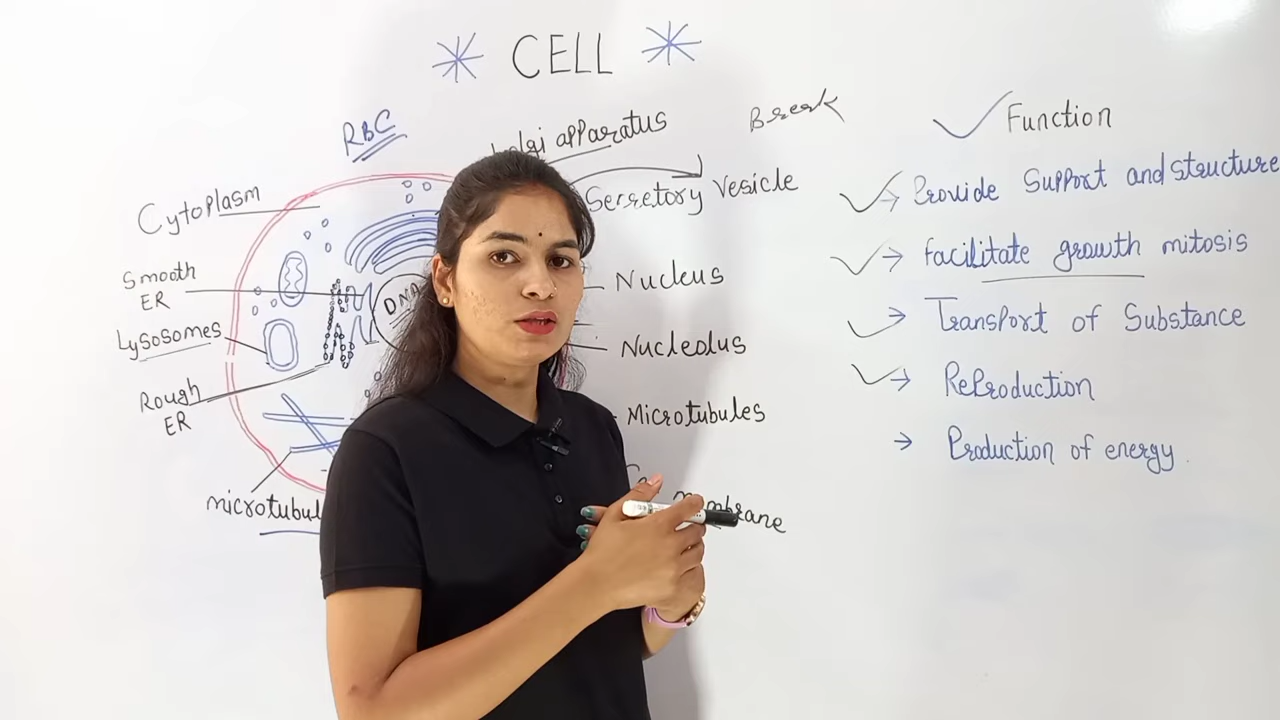 * CELL *
RBC
Golgi apparatus
Break
Function
Cytoplasm
Secretory Vesicle
Provide Support and structure
Smooth
ER
Nucleus
facilitate growth mitosis
DNA
Lysosomes
Nucleolus
Transport of Substance
Rough
ER
Microtubules
Reproduction
microtubul
membrane
Production of energy.